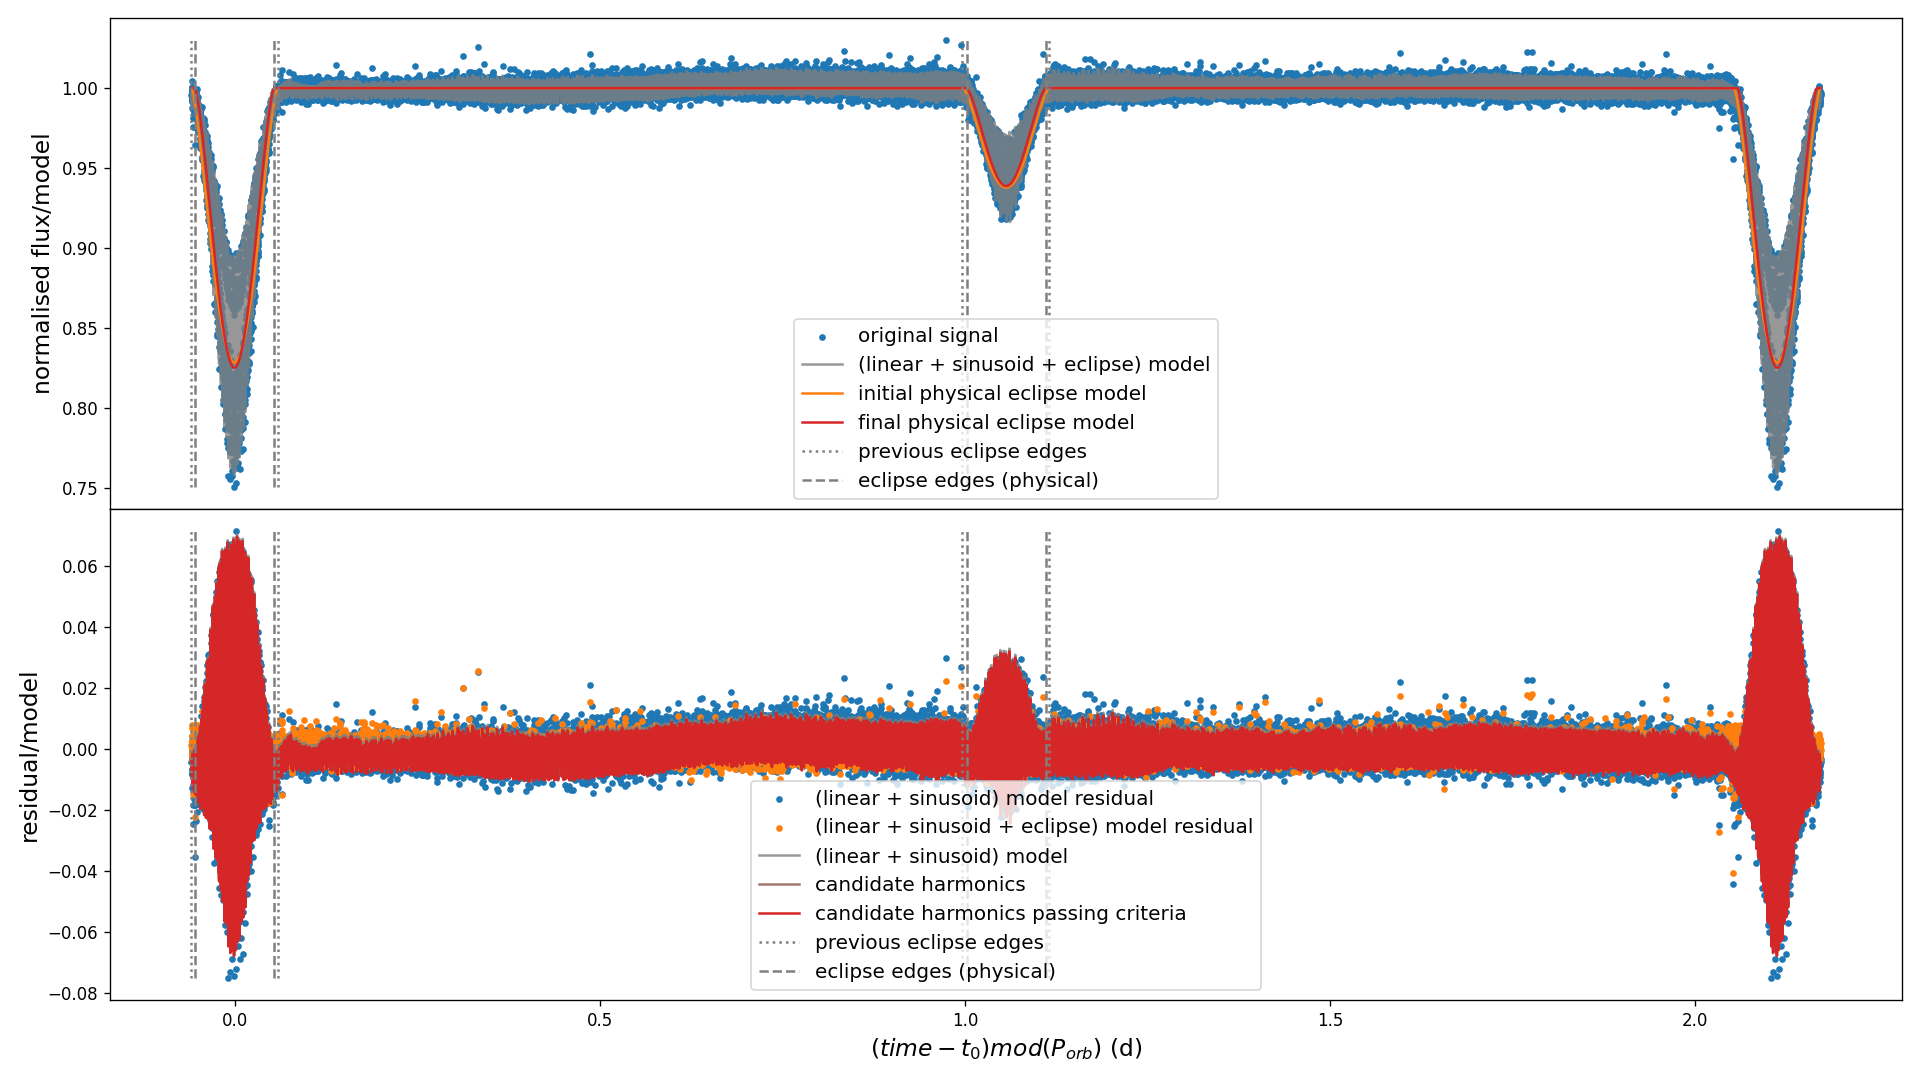 normalised flux/model
1.00
0.95
0.90
0.85
0.80
0.75
original signal
(linear + sinusoid + eclipse) model
initial physical eclipse model
final physical eclipse model
previous eclipse edges
eclipse edges (physical)
residual/model
0.06
0.04
0.02
0.00
−0.02
−0.04
−0.06
−0.08
(linear + sinusoid) model residual
(linear + sinusoid + eclipse) model residual
(linear + sinusoid) model
candidate harmonics
candidate harmonics passing criteria
previous eclipse edges
eclipse edges (physical)
0.0 0.5 1.0 1.5 2.0
(time − t₀)mod(P_orb) (d)